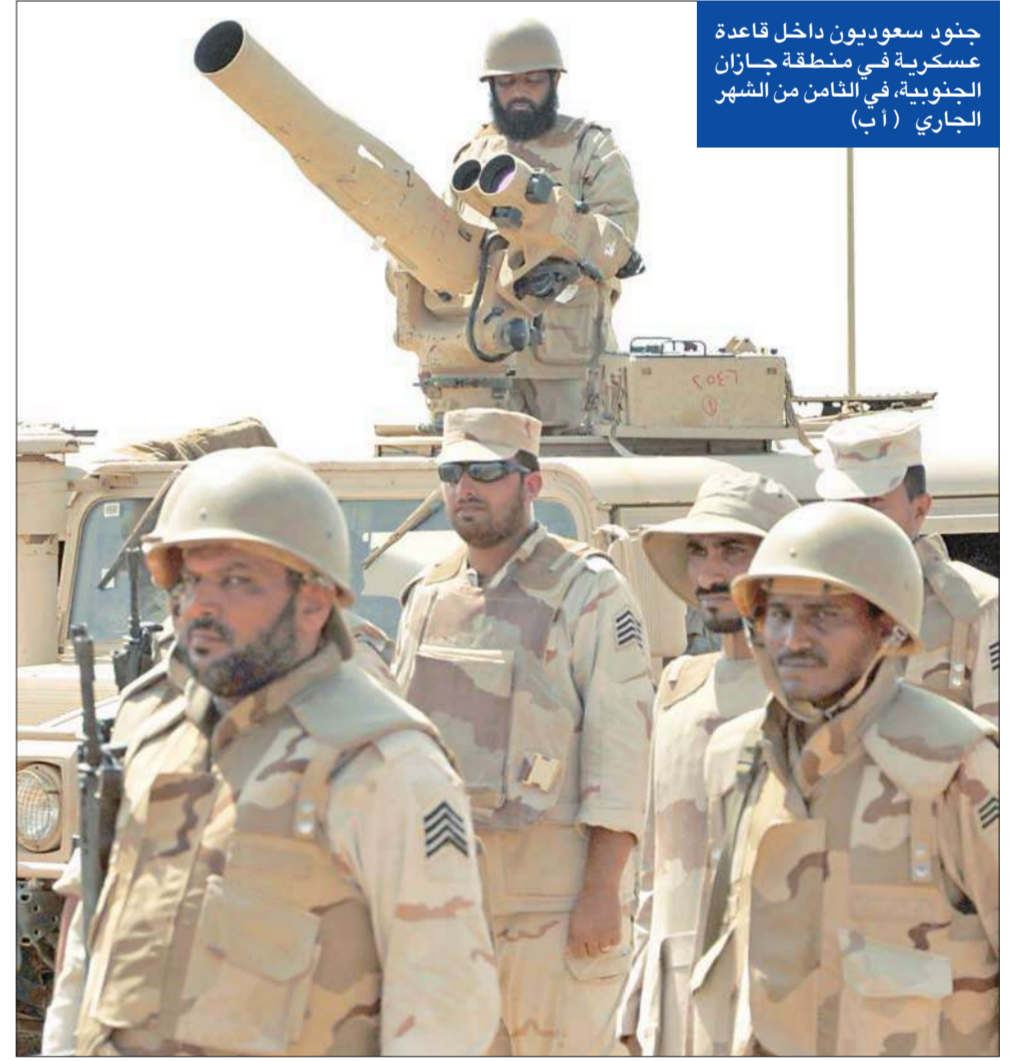 جنود سعوديون داخل قاعدة
عسكرية في منطقة جازان
الجنوبية، في الثامن من الشهر
الجاري (أ ب)